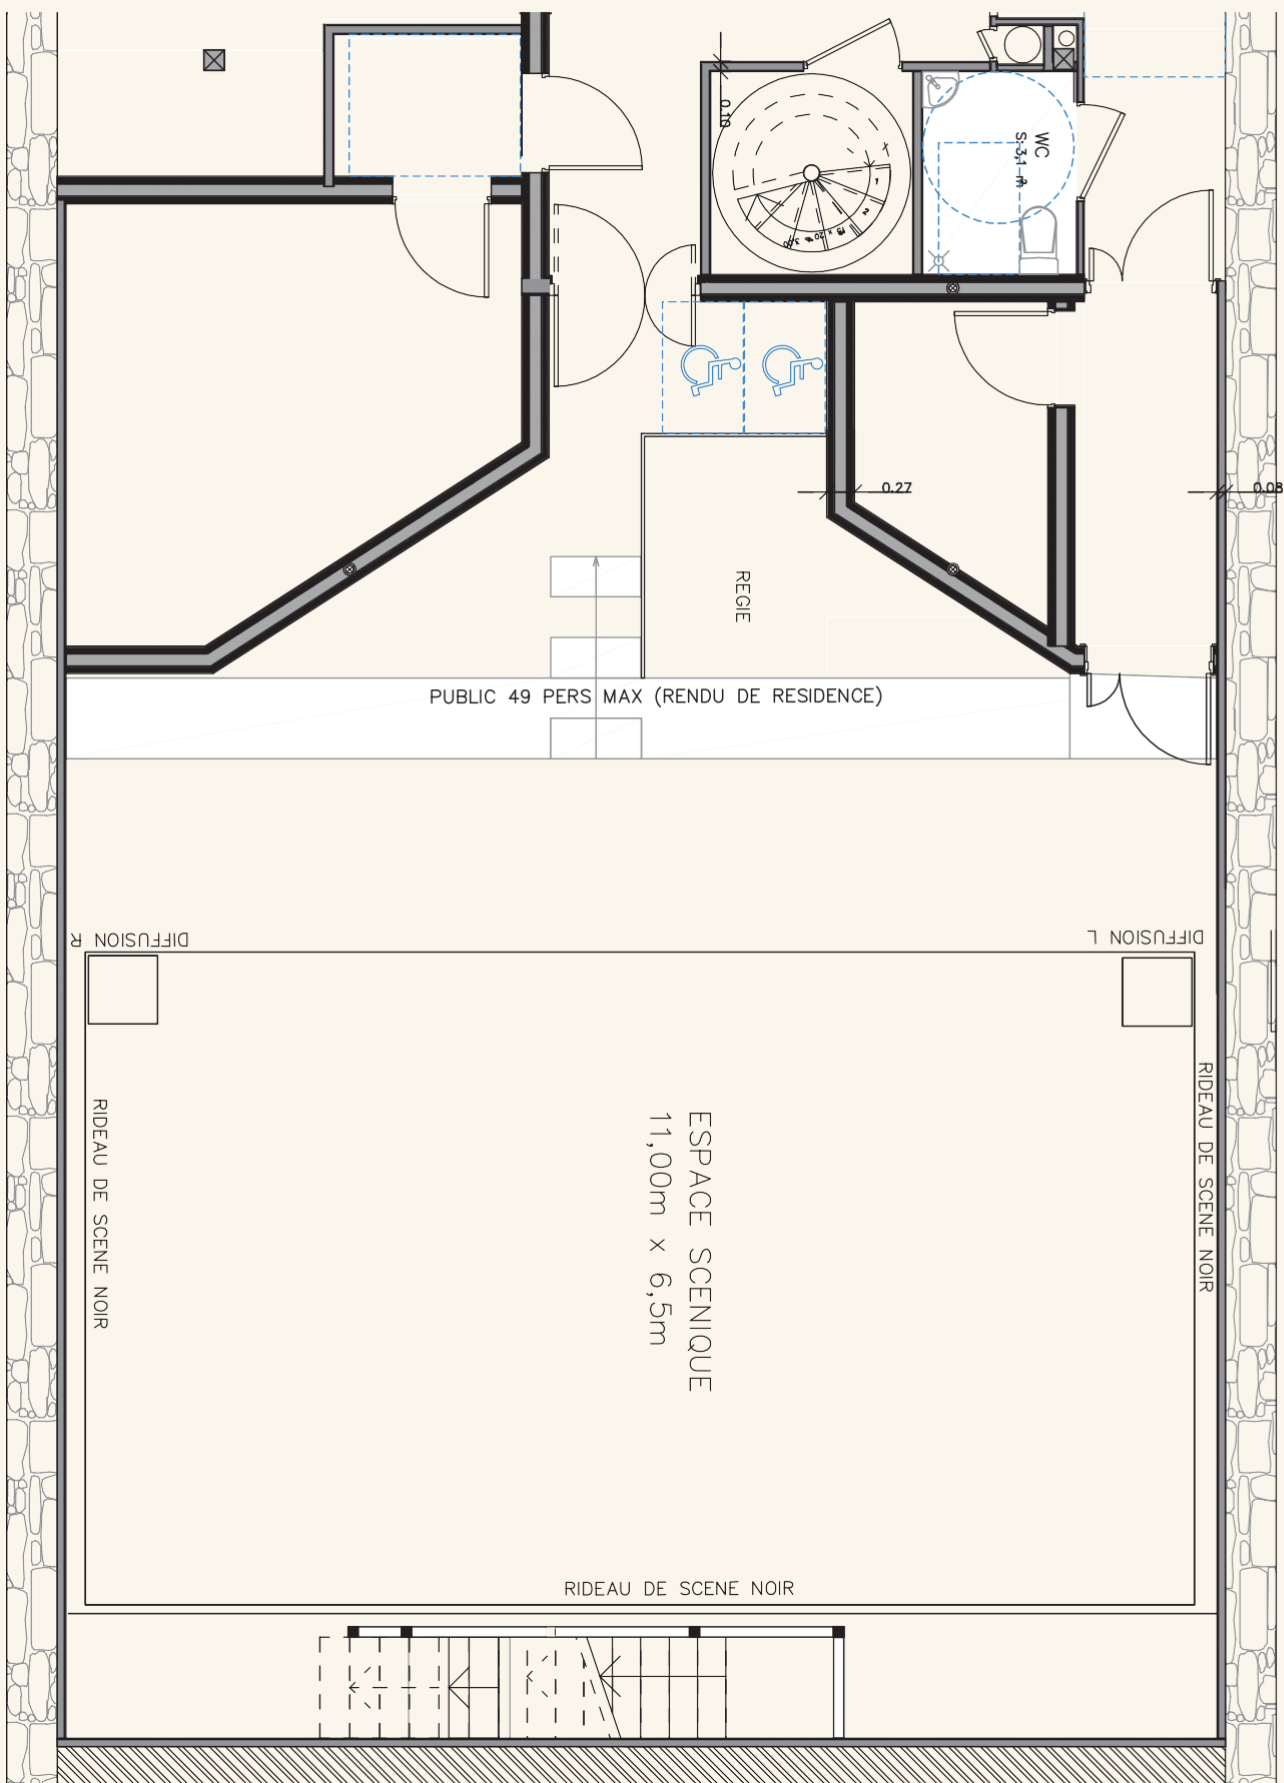 0.10
WC
S:3,1 m²
1
2
0.27
0.08
REGIE
PUBLIC 49 PERS MAX (RENDU DE RESIDENCE)
DIFFUSION R
DIFFUSION L
RIDEAU DE SCENE NOIR
RIDEAU DE SCENE NOIR
ESPACE SCENIQUE
11,00m x 6,5m
RIDEAU DE SCENE NOIR